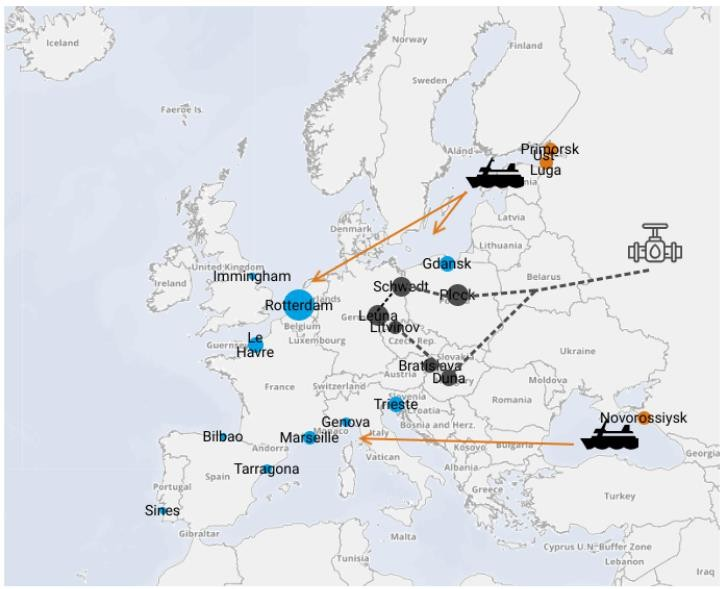 Iceland
Norway
Finland
Sweden
Faeroe Is.
Åland
Primorsk
Ust-
Luga
Latvia
Denmark
Lithuania
Gdansk
United Kingdom
Immingham
Ireland
Schwedt
Belarus
Plock
Rotterdam
Leuna
Litvinov
Belgium
Le
Havre
Guernsey
Luxembourg
Czech Rep.
Ukraine
Slovakia
Bratislava
Austria
Duna
France
Switzerland
Moldova
Slovenia
Trieste
Croatia
Romania
Genova
Novorossiysk
Bilbao
Marseille
Monaco
Italy
Bosnia and Herz.
Andorra
Kosovo
Bulgaria
Georgia
Vatican
Tarragona
Albania
Spain
Portugal
Greece
Turkey
Sines
Gibraltar
Malta
Cyprus U.N. Buffer Zone
Tunisia
Lebanon
Iraq